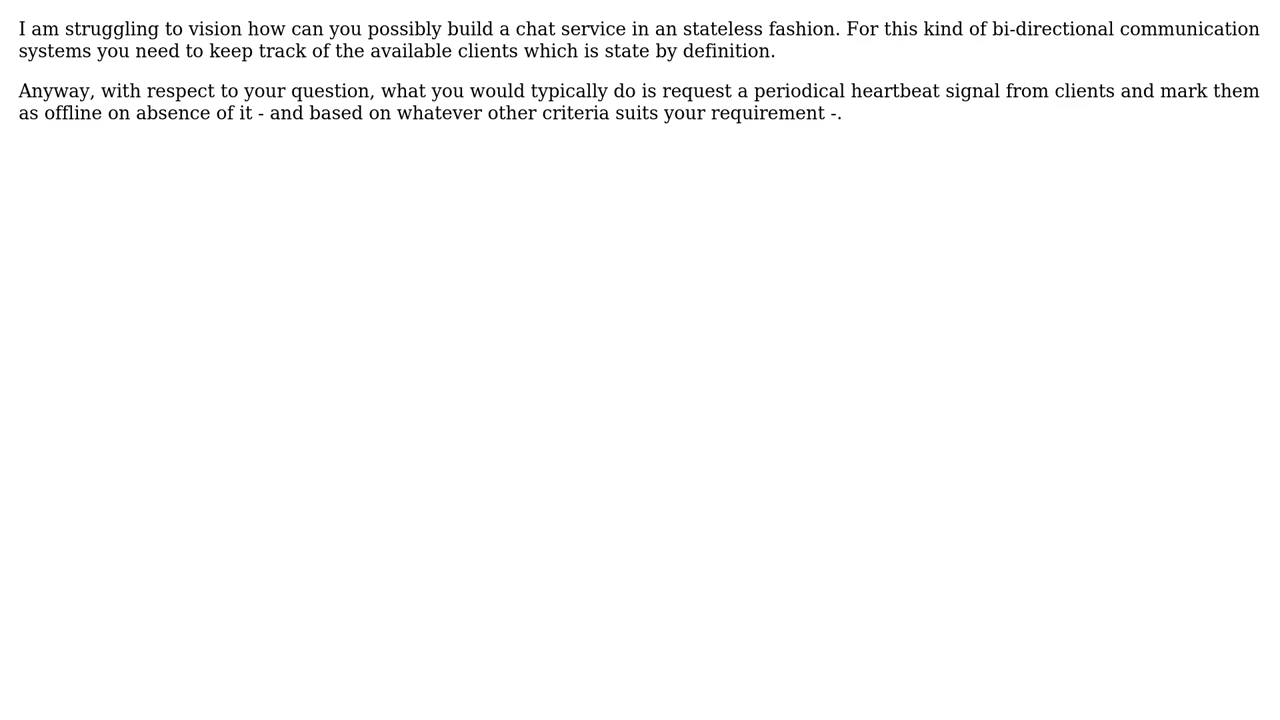 I am struggling to vision how can you possibly build a chat service in an stateless fashion. For this kind of bi-directional communication
systems you need to keep track of the available clients which is state by definition.
Anyway, with respect to your question, what you would typically do is request a periodical heartbeat signal from clients and mark them
as offline on absence of it - and based on whatever other criteria suits your requirement -.